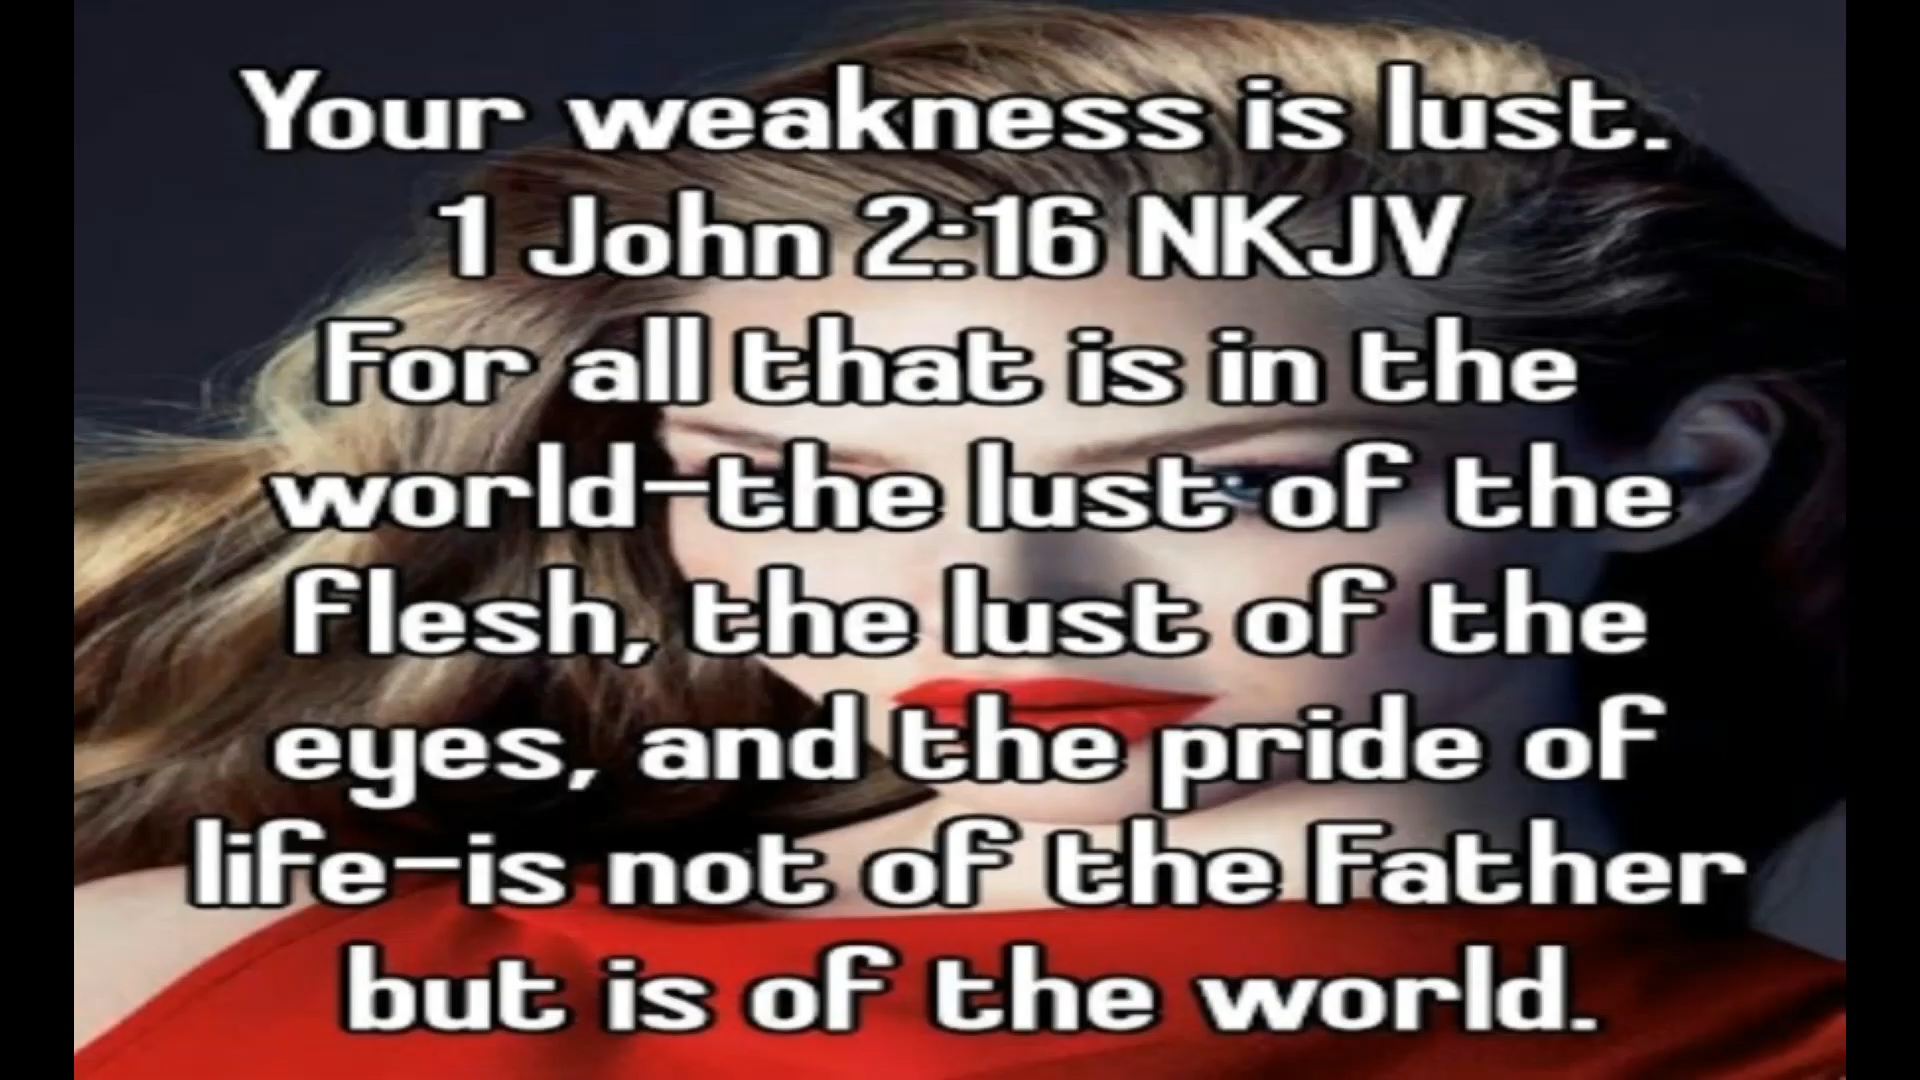 Your weakness is lust.
1 John 2:16 NKJV
For all that is in the
world—the lust of the
flesh, the lust of the
eyes, and the pride of
life—is not of the Father
but is of the world.